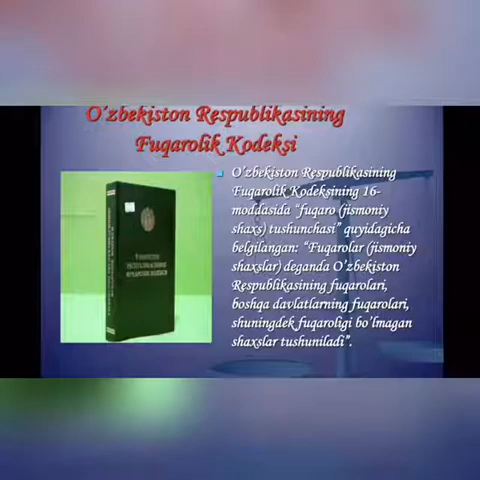 O'zbekiston Respublikasining
Fuqarolik Kodeksi
O'zbekiston Respublikasining
Fuqarolik Kodeksining 16-
moddasida “fuqaro (jismoniy
shaxs) tushunchasi” quyidagicha
belgilangan: “Fuqarolar (jismoniy
shaxslar) deganda O'zbekiston
Respublikasining fuqarolari,
boshqa davlatlarning fuqarolari,
shuningdek fuqaroligi bo'lmagan
shaxslar tushuniladi”.